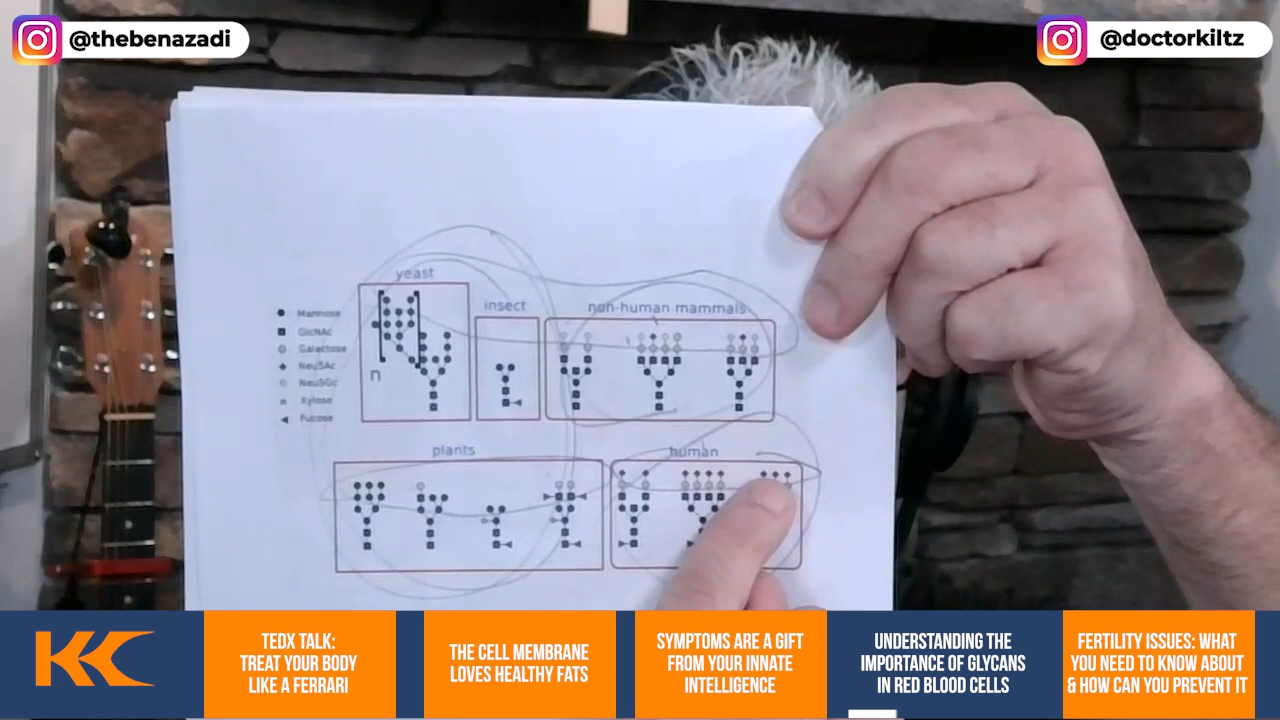 @thebenazadi
@doctorkiltz
yeast
insect
non-human mammals
Mannose
GlcNAc
Galactose
Neu5Ac
Neu5Gc
Xylose
Fucose
n
plants
human
KK
TEDX TALK:
TREAT YOUR BODY
LIKE A FERRARI
THE CELL MEMBRANE
LOVES HEALTHY FATS
SYMPTOMS ARE A GIFT
FROM YOUR INNATE
INTELLIGENCE
UNDERSTANDING THE
IMPORTANCE OF GLYCANS
IN RED BLOOD CELLS
FERTILITY ISSUES: WHAT
YOU NEED TO KNOW ABOUT
& HOW CAN YOU PREVENT IT